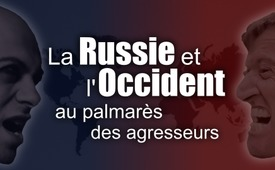 La Russie et
l'Occident
au palmarès
des agresseurs